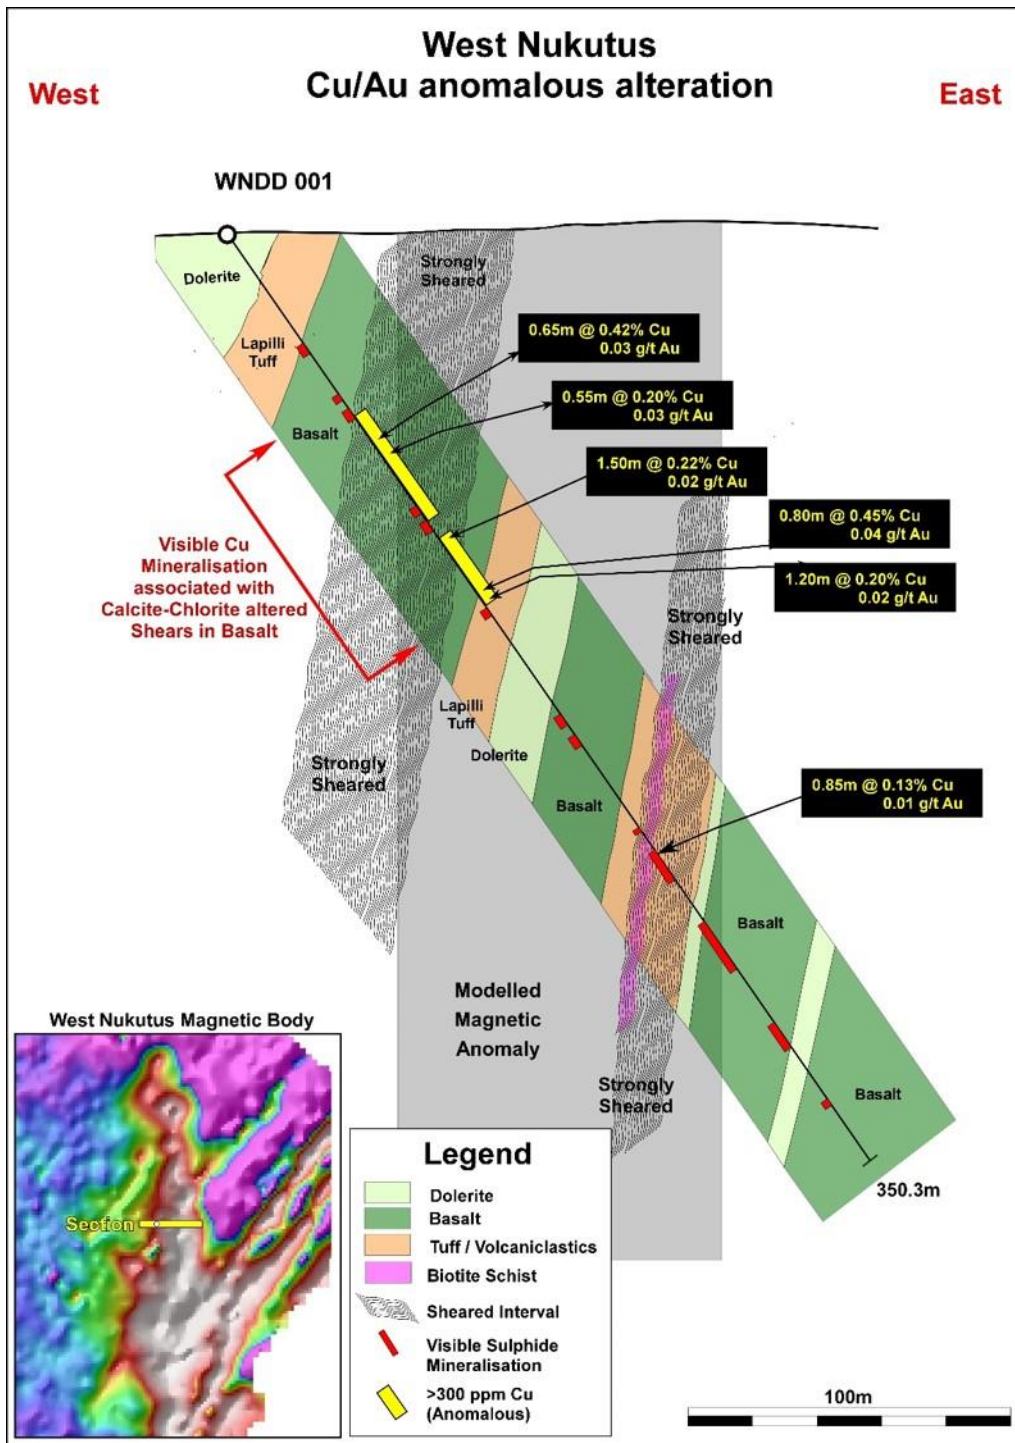 West Nukutus
Cu/Au anomalous alteration
West
East
WNDD 001
Dolerite
Strongly
Sheared
Lapilli
Tuff
Basalt
0.65m @ 0.42% Cu
0.03 g/t Au
0.55m @ 0.20% Cu
0.03 g/t Au
1.50m @ 0.22% Cu
0.02 g/t Au
0.80m @ 0.45% Cu
0.04 g/t Au
1.20m @ 0.20% Cu
0.02 g/t Au
Visible Cu
Mineralisation
associated with
Calcite-Chlorite altered
Shears in Basalt
Strongly
Sheared
Lapilli
Tuff
Dolerite
Strongly
Sheared
Basalt
0.85m @ 0.13% Cu
0.01 g/t Au
Basalt
Modelled
Magnetic
Anomaly
Strongly
Sheared
Basalt
350.3m
West Nukutus Magnetic Body
Section
Legend
Dolerite
Basalt
Tuff / Volcaniclastics
Biotite Schist
Sheared Interval
Visible Sulphide
Mineralisation
>300 ppm Cu
(Anomalous)
100m